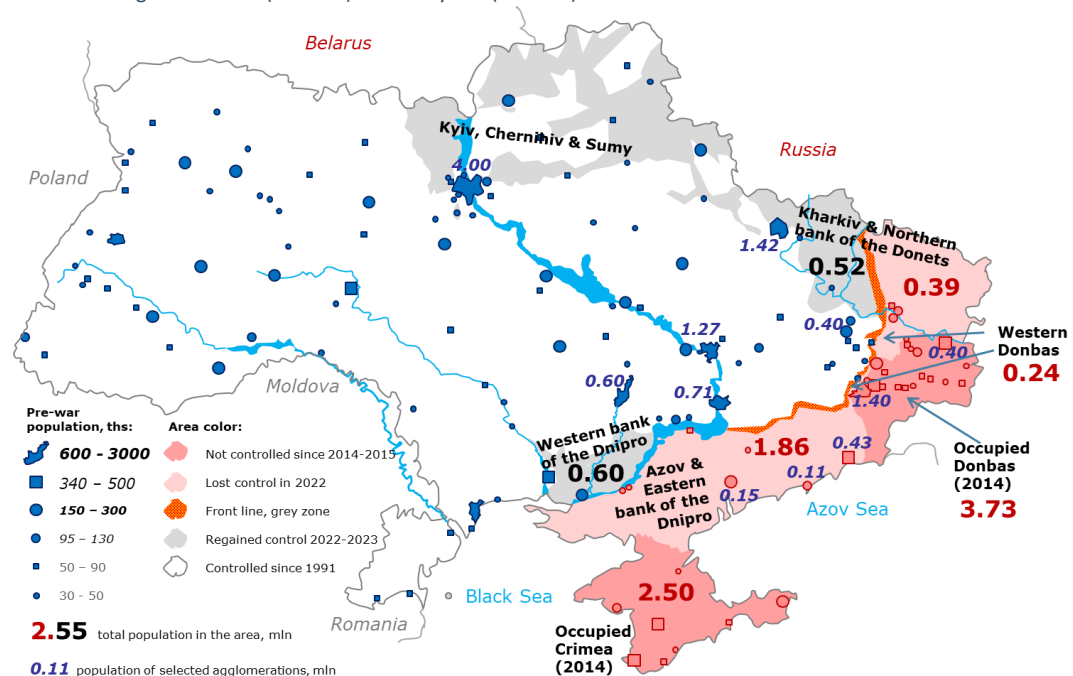 Belarus
Kyiv, Chernihiv & Sumy
4.00
Russia
Poland
Kharkiv & Northern
bank of the Donets
1.42
0.52
0.39
0.40
1.27
Western
Donbas
0.24
0.40
0.60
0.71
1.40
Moldova
Pre-war
population, ths:
600 - 3000
340 – 500
150 – 300
95 – 130
50 – 90
30 - 50
2.55 total population in the area, mln
0.11 population of selected agglomerations, mln
Area color:
Not controlled since 2014-2015
Lost control in 2022
Front line, grey zone
Regained control 2022-2023
Controlled since 1991
Western bank
of the Dnipro
0.60
Azov &
Eastern
bank of the
Dnipro
1.86
0.43
0.11
0.15
Occupied
Donbas
(2014)
3.73
Azov Sea
Black Sea
Romania
2.50
Occupied
Crimea
(2014)